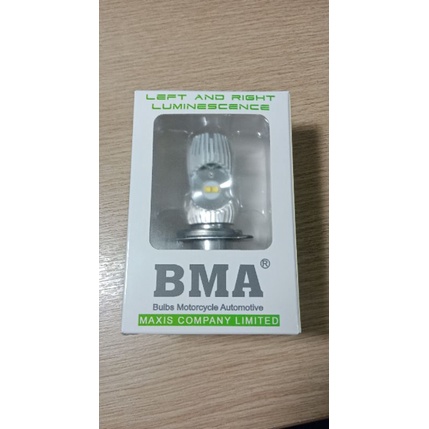 LEFT AND RIGHT
LUMINESCENCE
BMA®
Bulbs Motorcycle Automotive
MAXIS COMPANY LIMITED